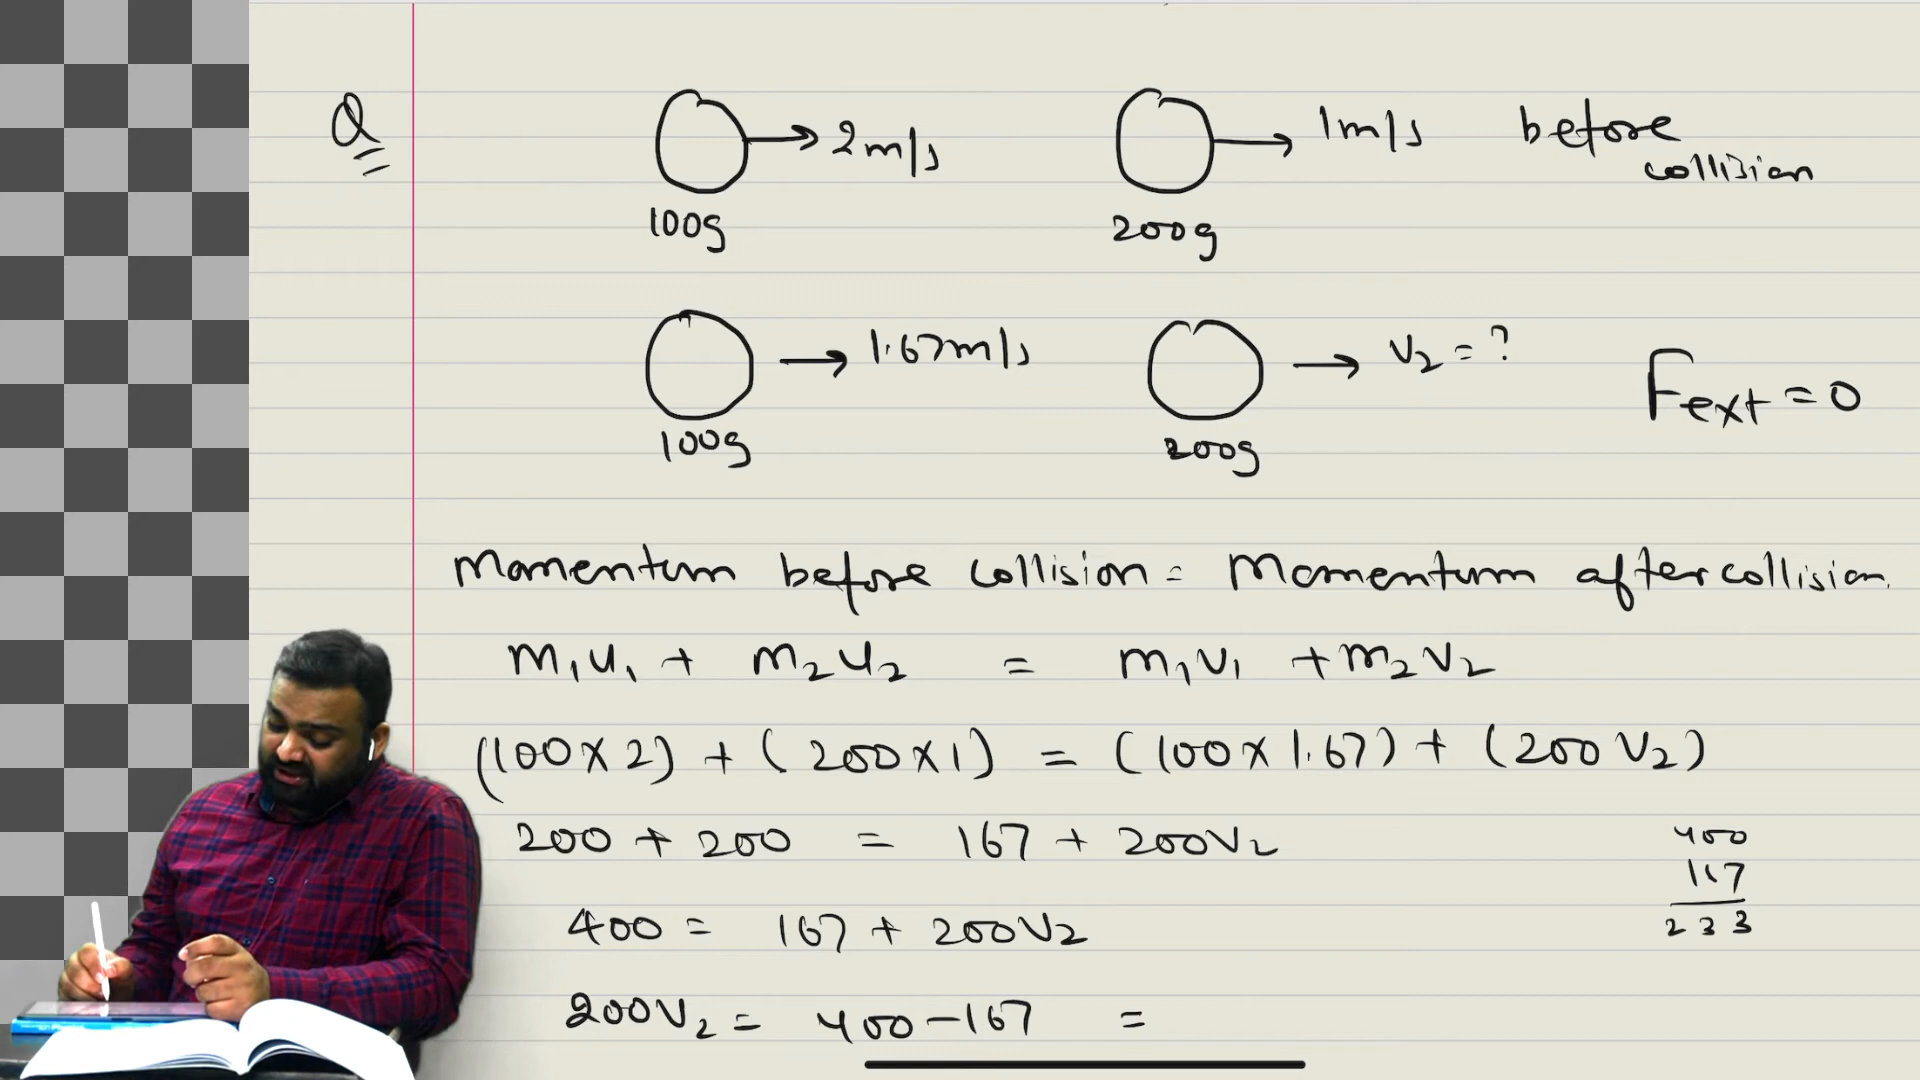 Q
2m/s 1m/s before
collision
100g 200g
1.67m/s V₂ = ?
Fext = 0
100g 200g
Momentum before collision = Momentum after collision.
m₁u₁ + m₂u₂ = m₁v₁ + m₂v₂
(100 × 2) + (200 × 1) = (100 × 1.67) + (200 V₂)
200 + 200 = 167 + 200V₂
400
167
233
400 = 167 + 200V₂
200V₂ = 400 - 167 =